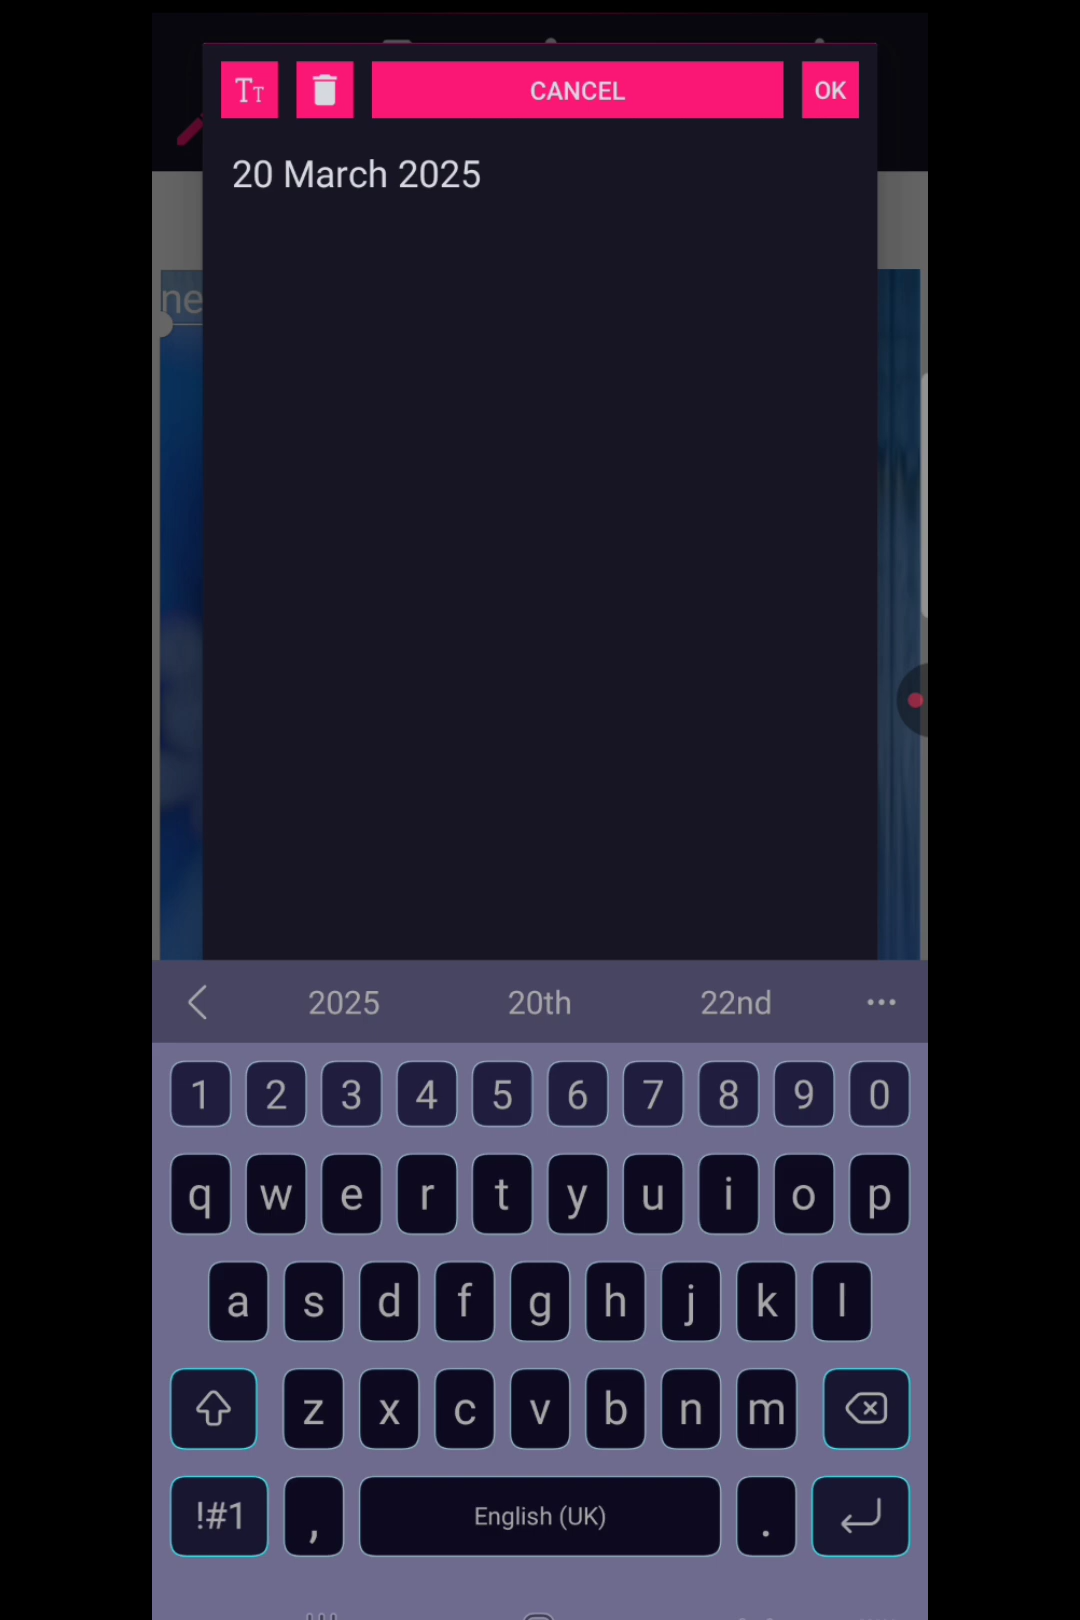 CANCEL
OK
20 March 2025
ne
2025 20th 22nd ...
1 2 3 4 5 6 7 8 9 0
q w e r t y u i o p
a s d f g h j k l
z x c v b n m
!#1 , English (UK) .